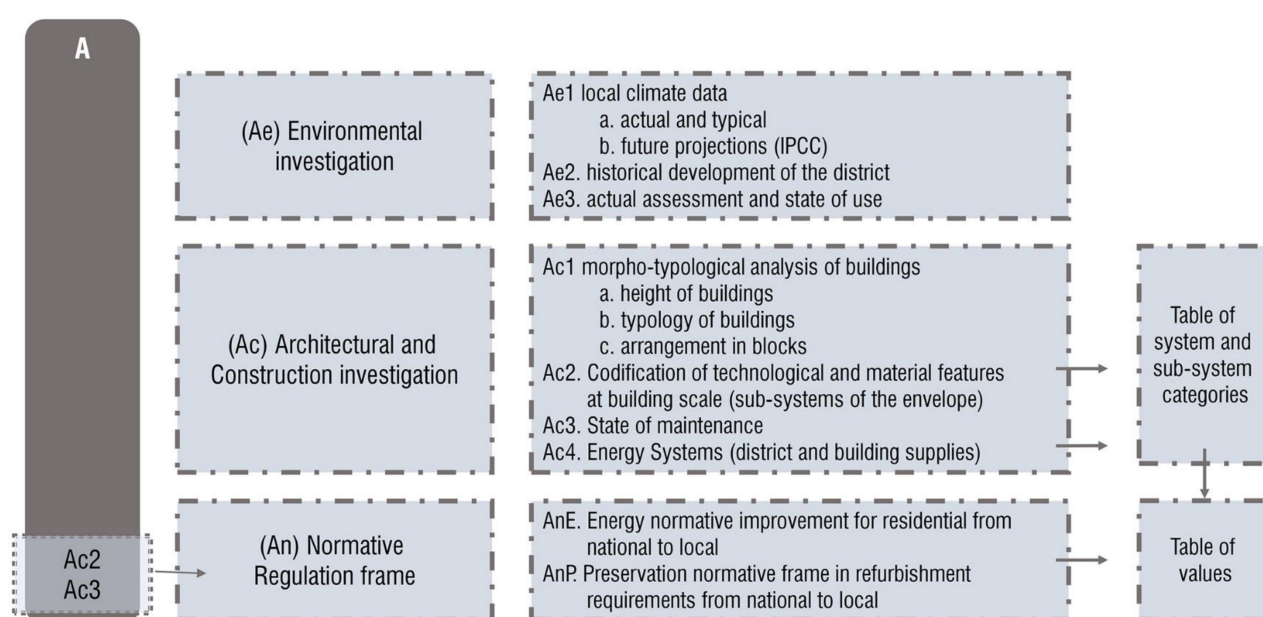 A
(Ae) Environmental
investigation
Ae1 local climate data
a. actual and typical
b. future projections (IPCC)
Ae2. historical development of the district
Ae3. actual assessment and state of use
(Ac) Architectural and
Construction investigation
Ac1 morpho-typological analysis of buildings
a. height of buildings
b. typology of buildings
c. arrangement in blocks
Ac2. Codification of technological and material features
at building scale (sub-systems of the envelope)
Ac3. State of maintenance
Ac4. Energy Systems (district and building supplies)
Table of
system and
sub-system
categories
Ac2
Ac3
(An) Normative
Regulation frame
AnE. Energy normative improvement for residential from
national to local
AnP. Preservation normative frame in refurbishment
requirements from national to local
Table of
values